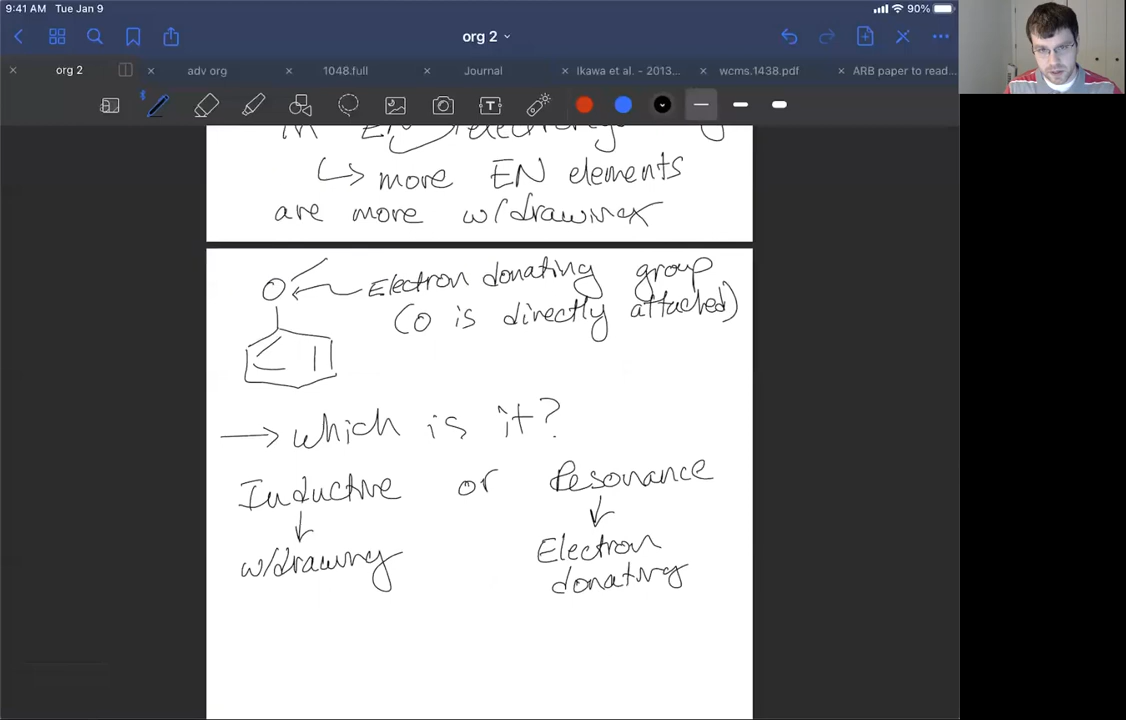 9:41 AM Tue Jan 9
90%
org 2
org 2
adv org
1048.full
Journal
Ikawa et al. - 2013...
wcms.1438.pdf
ARB paper to read...
T
in EN
more EN elements
are more w/drawing
O
Electron donating group
(O is directly attached)
→ which is it?
Inductive or Resonance
w/drawing
Electron
donating